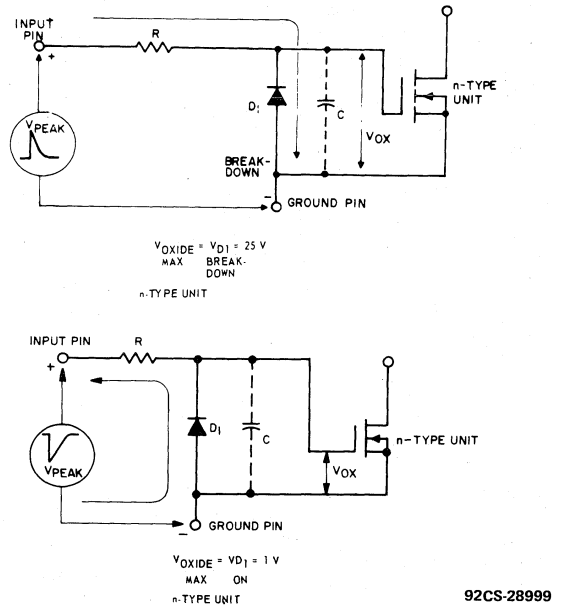 INPUT
PIN
+
R
VPEAK
D1
C
VOX
n-TYPE
UNIT
BREAK-
DOWN
−
GROUND PIN
VOXIDE = VD1 = 25 V
MAX BREAK-
DOWN
n-TYPE UNIT
INPUT PIN
R
+
VPEAK
D1
C
VOX
n-TYPE UNIT
−
GROUND PIN
VOXIDE = VD1 = 1 V
MAX ON
n-TYPE UNIT
92CS-28999